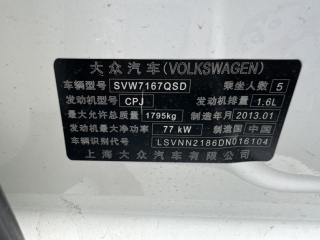 大众汽车(VOLKSWAGEN)
车辆型号 SVW7167QSD 乘坐人数 5
发动机型号 CPJ 发动机排量 1.6L
最大允许总质量 1795kg 制造年月 2013.01
发动机最大净功率 77 kW 制造国 中国
车辆识别代号 LSVNN2186DN016104
上海大众汽车有限公司